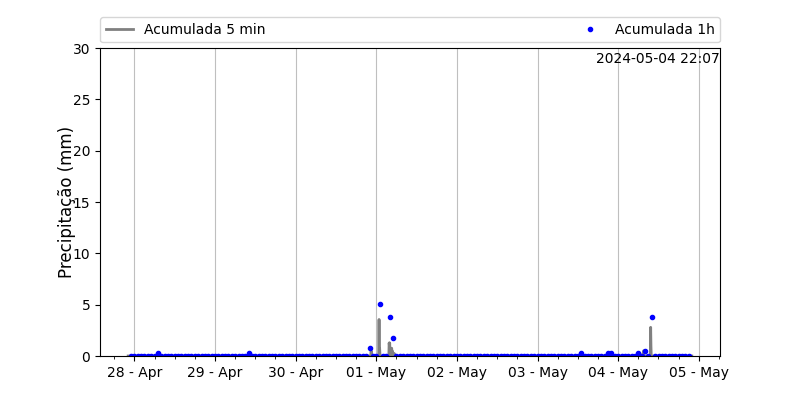 Acumulada 5 min
Acumulada 1h
2024-05-04 22:07
Precipitação (mm)
30
25
20
15
10
5
0
28 - Apr
29 - Apr
30 - Apr
01 - May
02 - May
03 - May
04 - May
05 - May